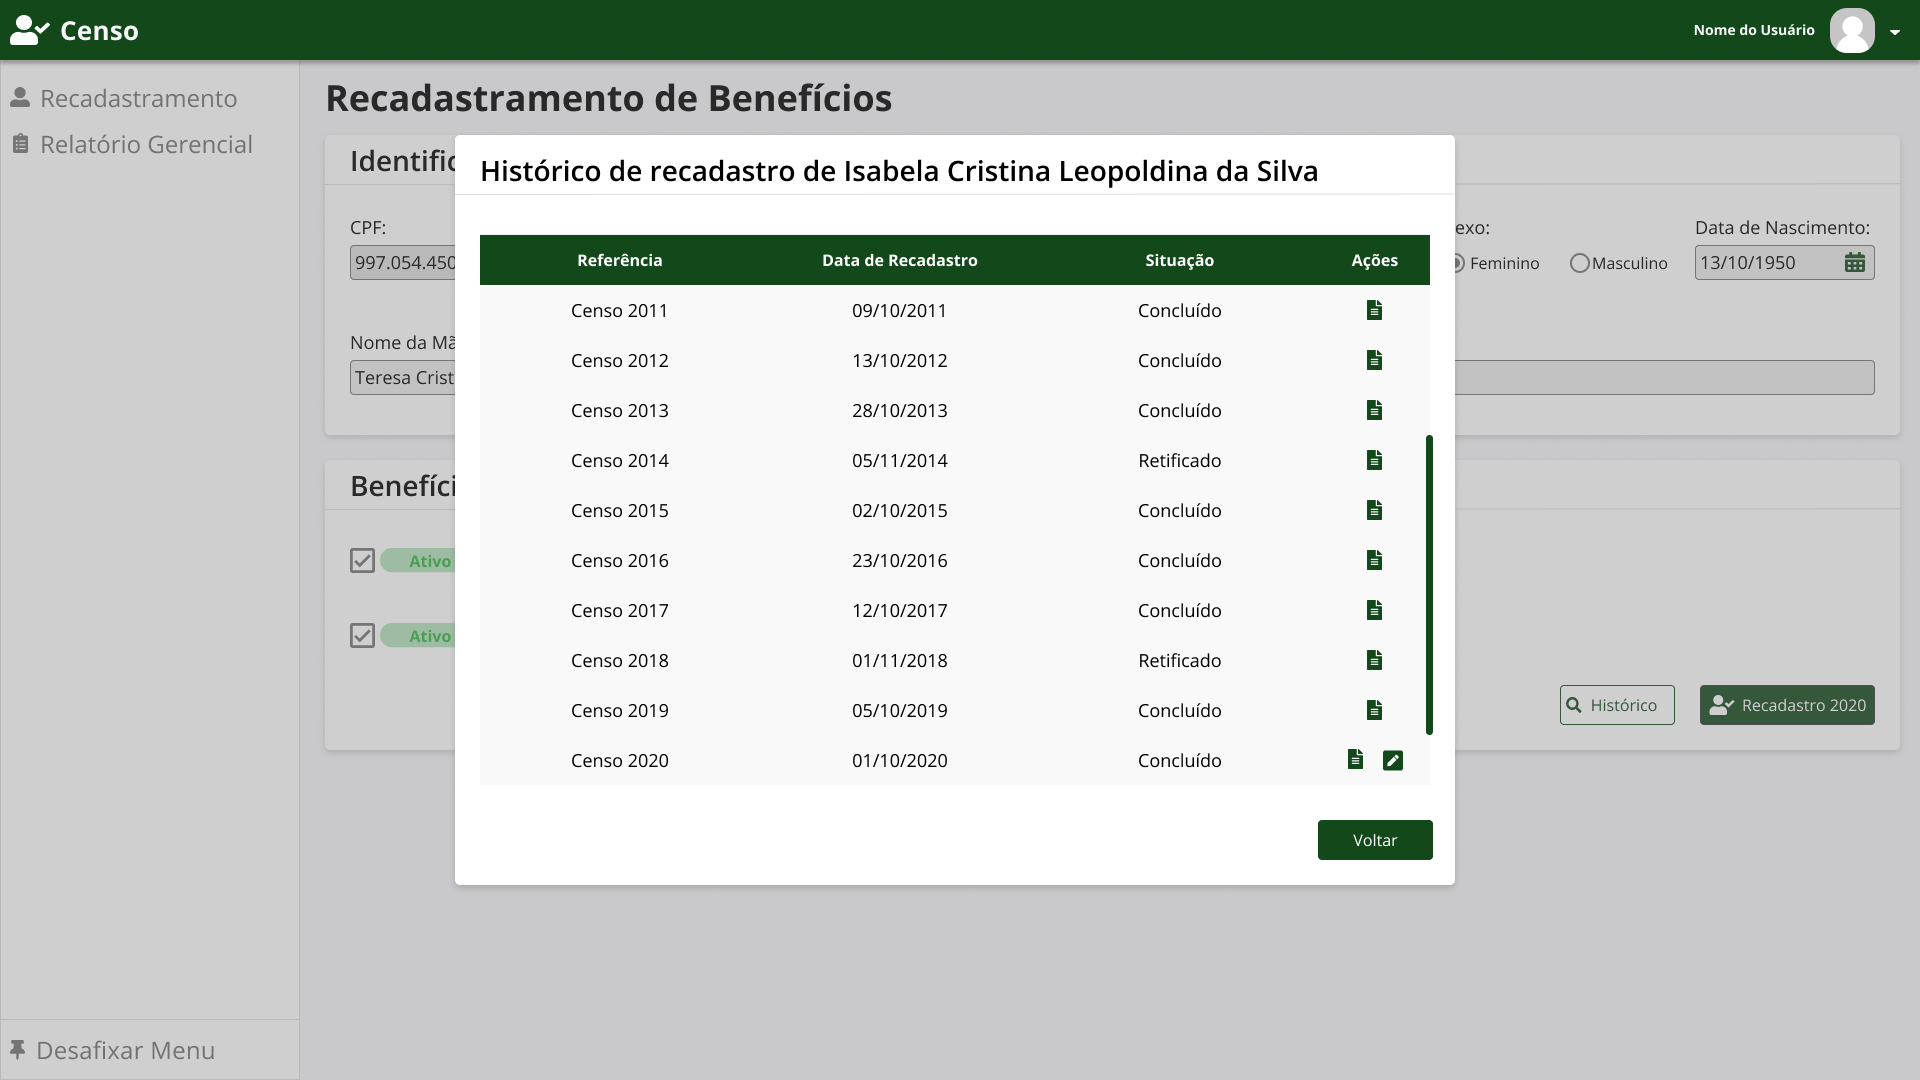 Censo
Nome do Usuário
Recadastramento
Relatório Gerencial
Recadastramento de Benefícios
Histórico de recadastro de Isabela Cristina Leopoldina da Silva
CPF:
997.054.450
Feminino
Masculino
Data de Nascimento:
13/10/1950
Nome da
Teresa
Ativo
Ativo
Histórico
Recadastro 2020
Referência Data de Recadastro Situação Ações
Censo 2011 09/10/2011 Concluído
Censo 2012 13/10/2012 Concluído
Censo 2013 28/10/2013 Concluído
Censo 2014 05/11/2014 Retificado
Censo 2015 02/10/2015 Concluído
Censo 2016 23/10/2016 Concluído
Censo 2017 12/10/2017 Concluído
Censo 2018 01/11/2018 Retificado
Censo 2019 05/10/2019 Concluído
Censo 2020 01/10/2020 Concluído
Voltar
Desafixar Menu